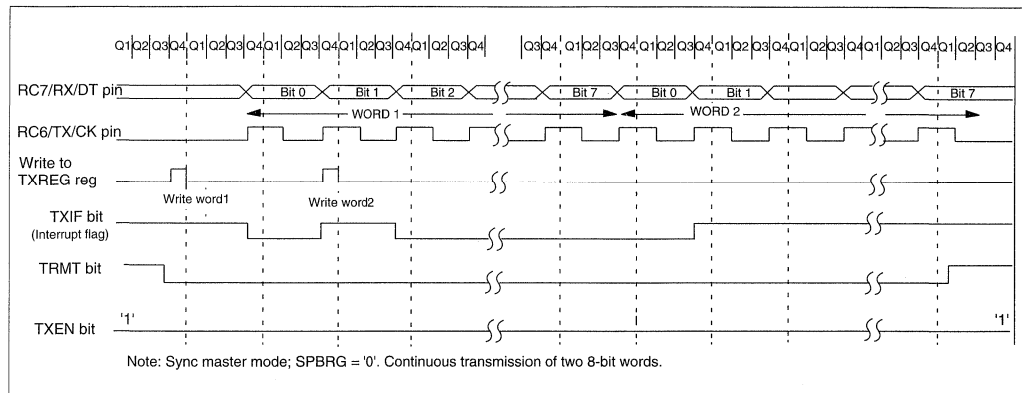 Q1 Q2 Q3 Q4 Q1 Q2 Q3 Q4 Q1 Q2 Q3 Q4 Q1 Q2 Q3 Q4 Q1 Q2 Q3 Q4 Q3 Q4 Q1 Q2 Q3 Q4 Q1 Q2 Q3 Q4 Q1 Q2 Q3 Q4 Q1 Q2 Q3 Q4 Q1 Q2 Q3 Q4 Q1 Q2 Q3 Q4
RC7/RX/DT pin Bit 0 Bit 1 Bit 2 Bit 7 Bit 0 Bit 1 Bit 7
WORD 1 WORD 2
RC6/TX/CK pin
Write to
TXREG reg
Write word1 Write word2
TXIF bit
(Interrupt flag)
TRMT bit
TXEN bit '1' '1'
Note: Sync master mode; SPBRG = '0'. Continuous transmission of two 8-bit words.